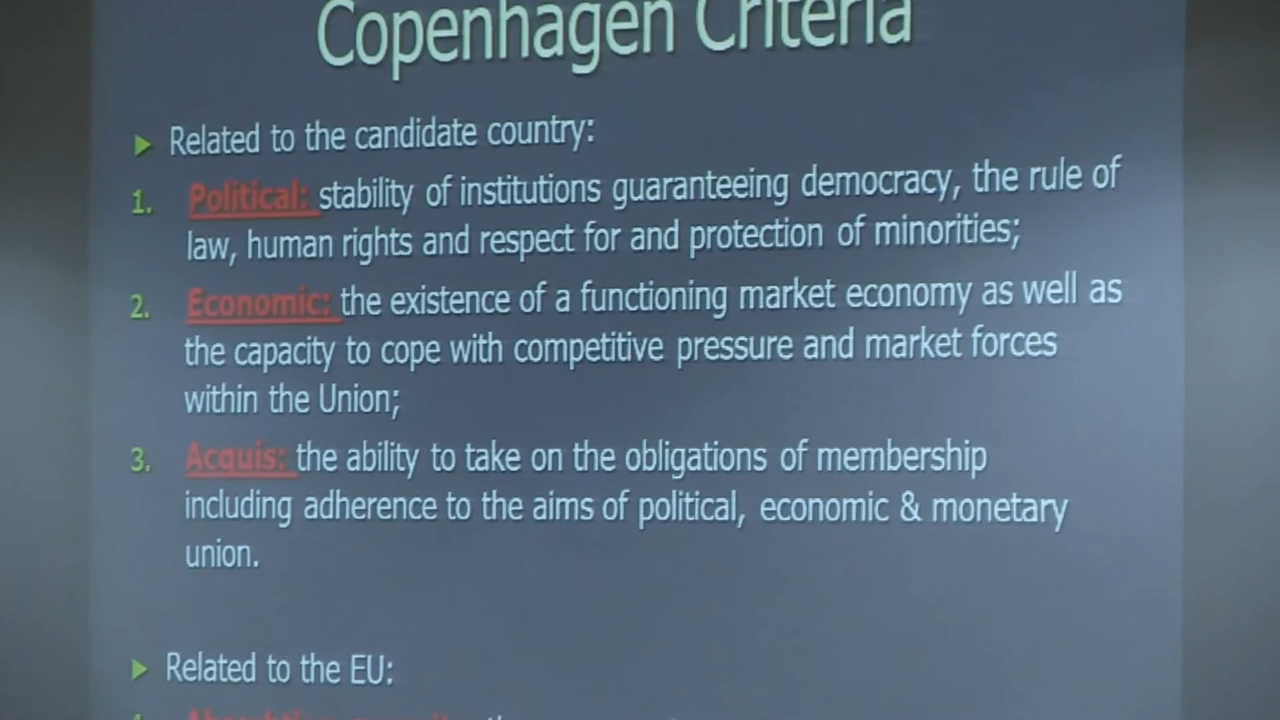 Copenhagen Criteria
▶ Related to the candidate country:
1. Political: stability of institutions guaranteeing democracy, the rule of
law, human rights and respect for and protection of minorities;
2. Economic: the existence of a functioning market economy as well as
the capacity to cope with competitive pressure and market forces
within the Union;
3. Acquis: the ability to take on the obligations of membership
including adherence to the aims of political, economic & monetary
union.
▶ Related to the EU: